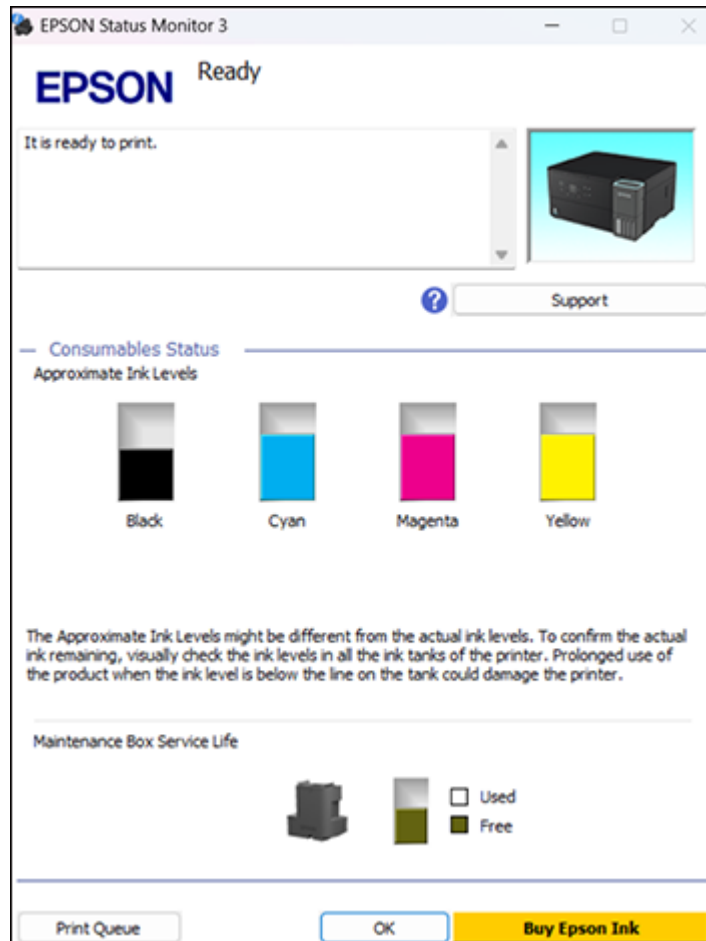 EPSON Status Monitor 3
EPSON
Ready
It is ready to print.
Support
Consumables Status
Approximate Ink Levels
Black
Cyan
Magenta
Yellow
The Approximate Ink Levels might be different from the actual ink levels. To confirm the actual
ink remaining, visually check the ink levels in all the ink tanks of the printer. Prolonged use of
the product when the ink level is below the line on the tank could damage the printer.
Maintenance Box Service Life
Used
Free
Print Queue
OK
Buy Epson Ink